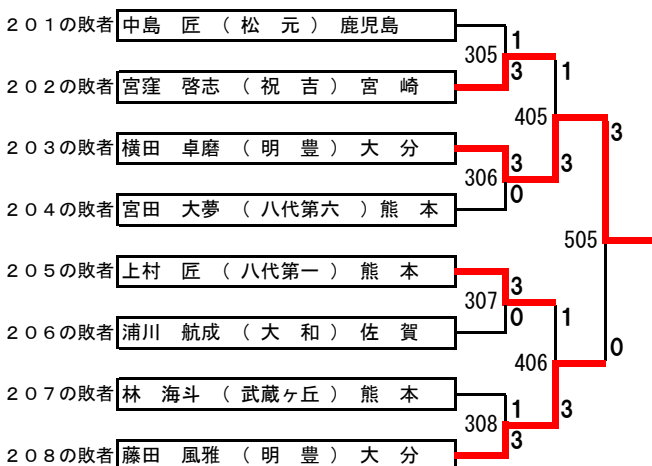 ２０１の敗者 中島　匠　（ 松　元 ）　鹿児島
1
305
3
1
２０２の敗者 宮窪　啓志　（ 祝　吉 ）　宮　崎
405
3
２０３の敗者 横田　卓磨　（ 明　豊 ）　大　分
3
3
306
0
２０４の敗者 宮田　大夢　（ 八代第六　）熊　本
505
２０５の敗者 上村　匠　（ 八代第一 ）　熊　本
3
307
0
1
２０６の敗者 浦川　航成　（ 大　和 ）　佐　賀
0
406
２０７の敗者 林　海斗　（ 武蔵ヶ丘 ）　熊　本
1
3
308
3
２０８の敗者 藤田　風雅　（ 明　豊 ）　大　分